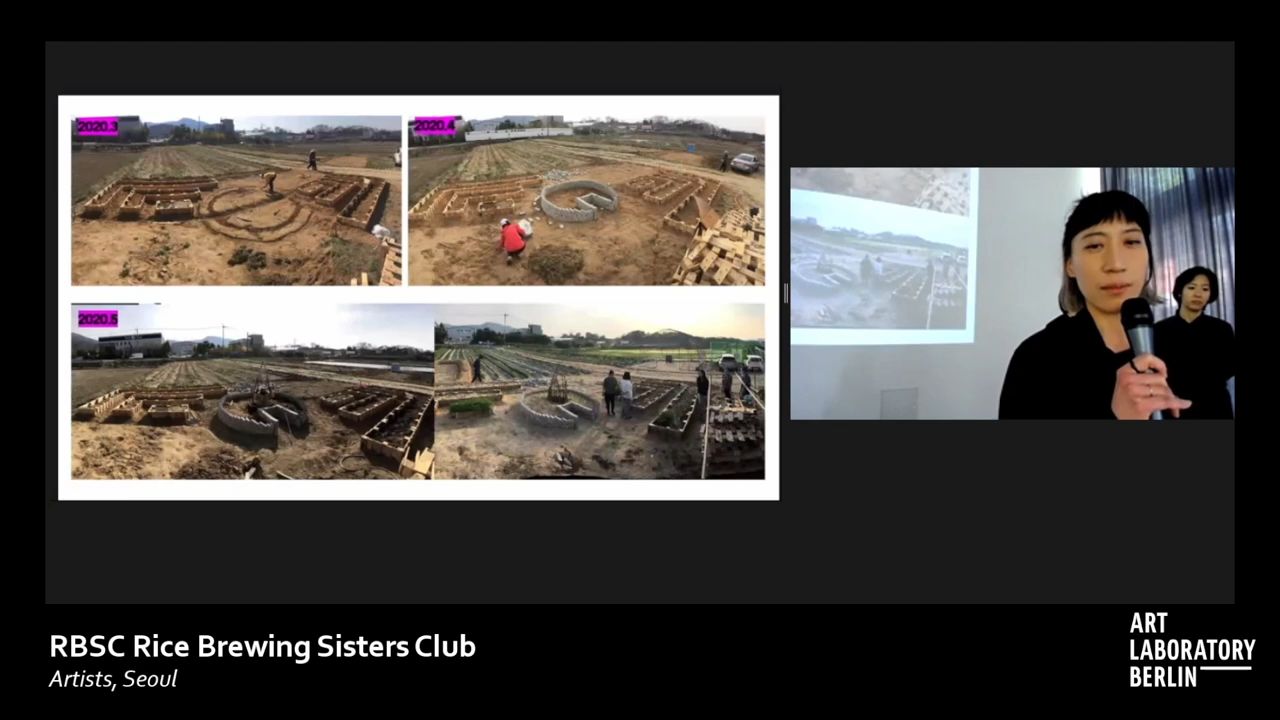 2020.3
2020.4
2020.5
RBSC Rice Brewing Sisters Club
Artists, Seoul
ART
LABORATORY
BERLIN